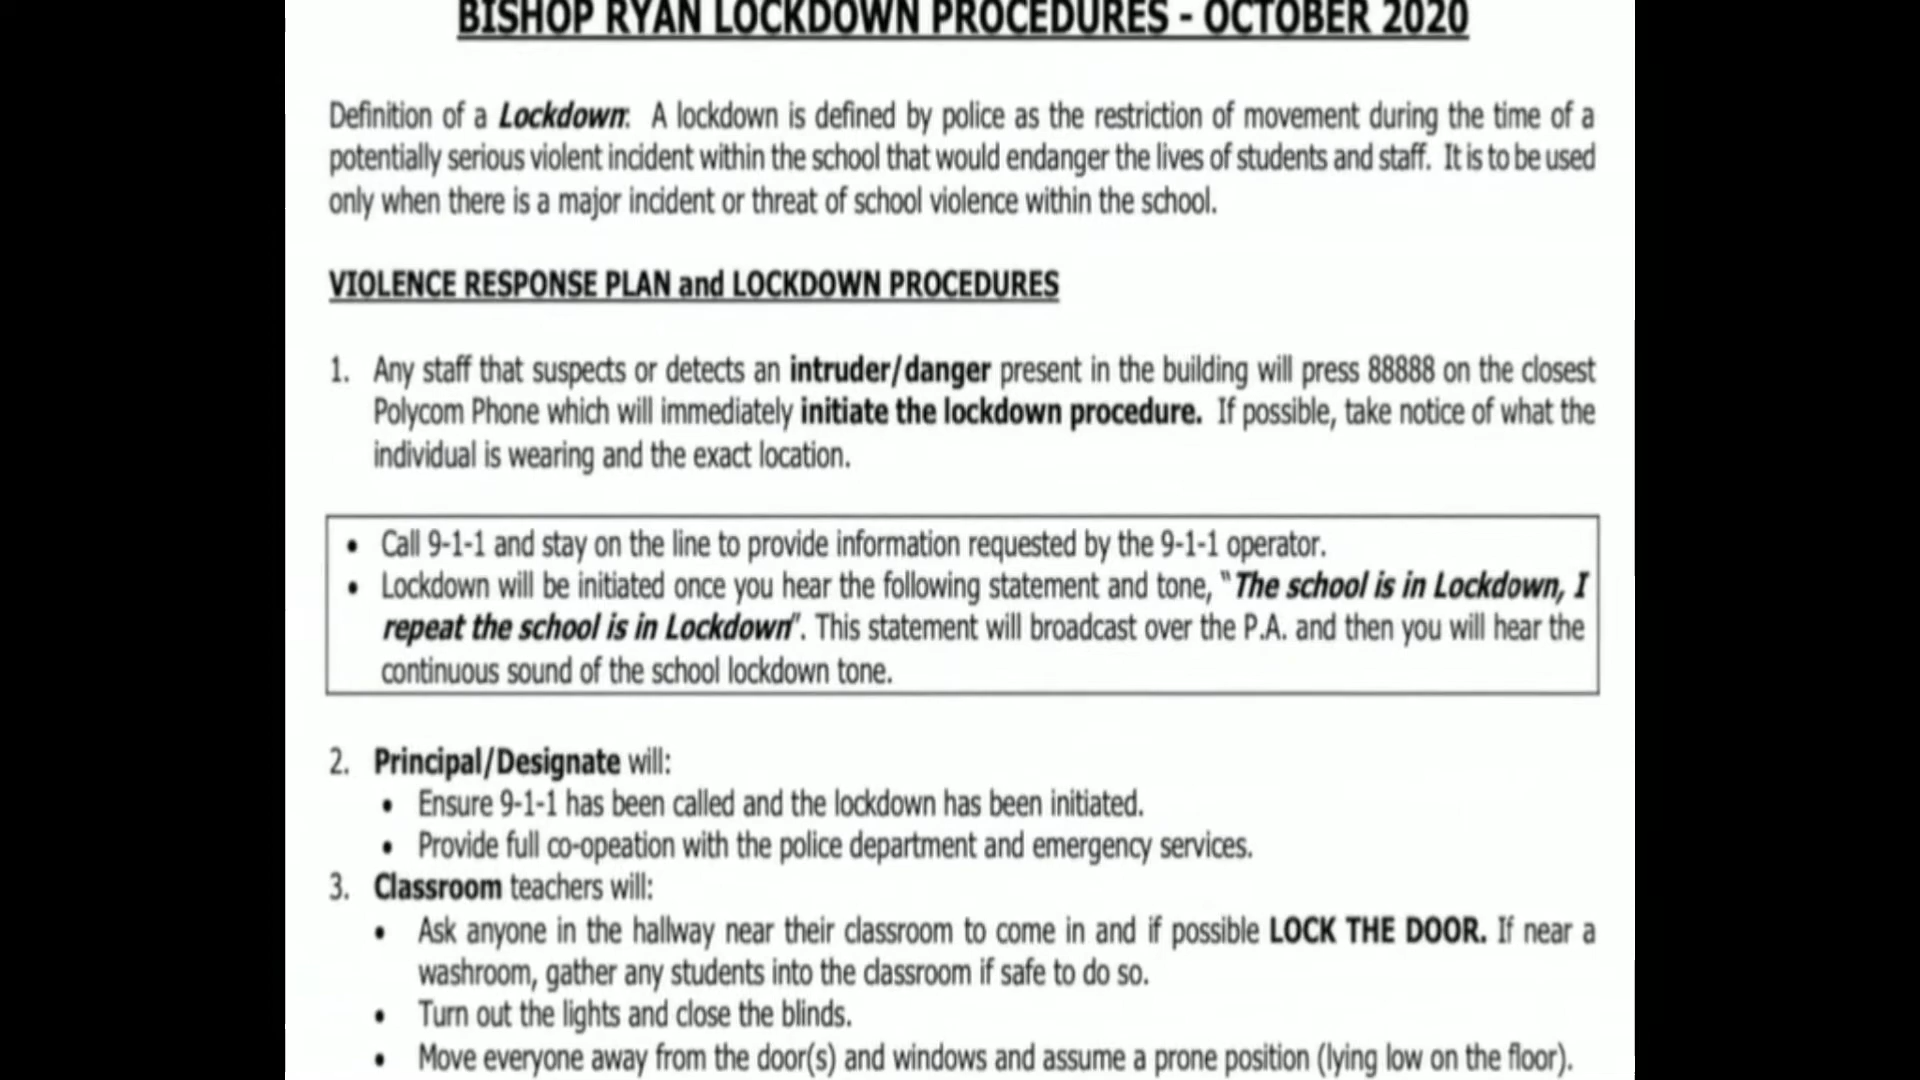 BISHOP RYAN LOCKDOWN PROCEDURES - OCTOBER 2020
Definition of a Lockdown: A lockdown is defined by police as the restriction of movement during the time of a
potentially serious violent incident within the school that would endanger the lives of students and staff. It is to be used
only when there is a major incident or threat of school violence within the school.
VIOLENCE RESPONSE PLAN and LOCKDOWN PROCEDURES
1. Any staff that suspects or detects an intruder/danger present in the building will press 88888 on the closest
Polycom Phone which will immediately initiate the lockdown procedure. If possible, take notice of what the
individual is wearing and the exact location.
• Call 9-1-1 and stay on the line to provide information requested by the 9-1-1 operator.
• Lockdown will be initiated once you hear the following statement and tone, "The school is in Lockdown, I
repeat the school is in Lockdown". This statement will broadcast over the P.A. and then you will hear the
continuous sound of the school lockdown tone.
2. Principal/Designate will:
• Ensure 9-1-1 has been called and the lockdown has been initiated.
• Provide full co-opeation with the police department and emergency services.
3. Classroom teachers will:
• Ask anyone in the hallway near their classroom to come in and if possible LOCK THE DOOR. If near a
washroom, gather any students into the classroom if safe to do so.
• Turn out the lights and close the blinds.
• Move everyone away from the door(s) and windows and assume a prone position (lying low on the floor).